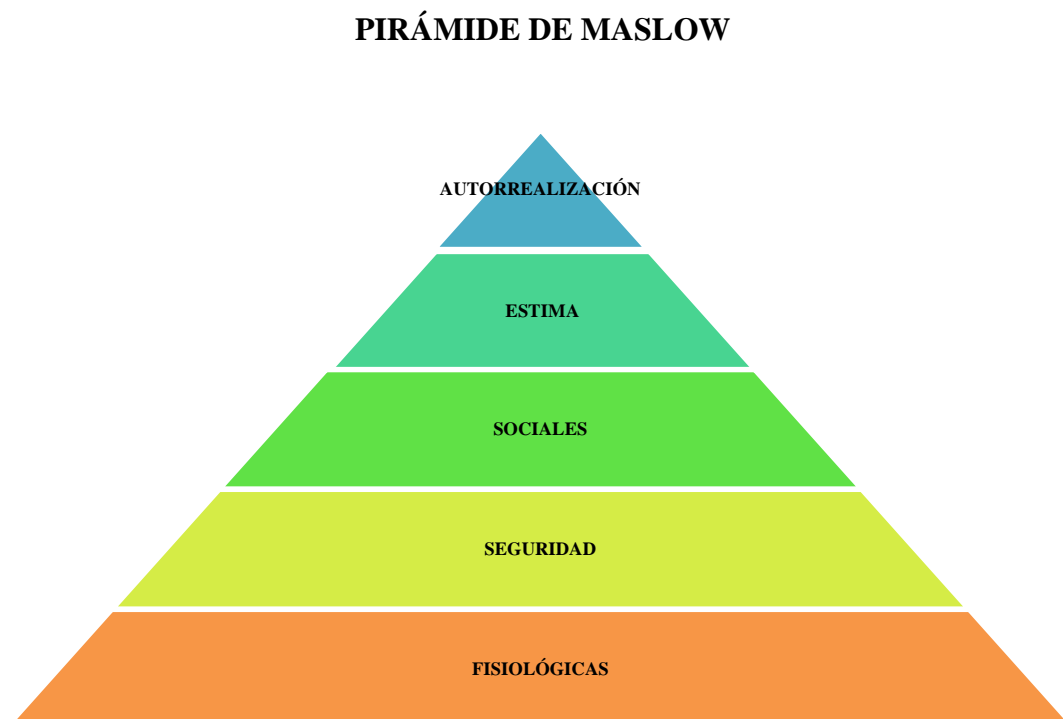 PIRÁMIDE DE MASLOW
AUTORREALIZACIÓN
ESTIMA
SOCIALES
SEGURIDAD
FISIOLÓGICAS